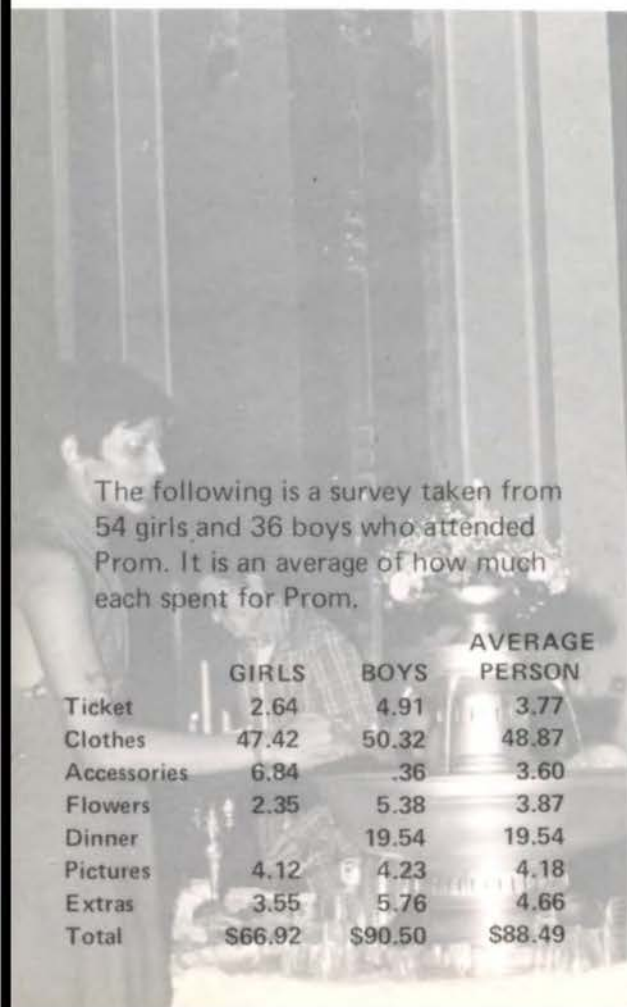 The following is a survey taken from
54 girls and 36 boys who attended
Prom. It is an average of how much
each spent for Prom.
AVERAGE
GIRLS BOYS PERSON
Ticket 2.64 4.91 3.77
Clothes 47.42 50.32 48.87
Accessories 6.84 .36 3.60
Flowers 2.35 5.38 3.87
Dinner 19.54 19.54
Pictures 4.12 4.23 4.18
Extras 3.55 5.76 4.66
Total $66.92 $90.50 $88.49